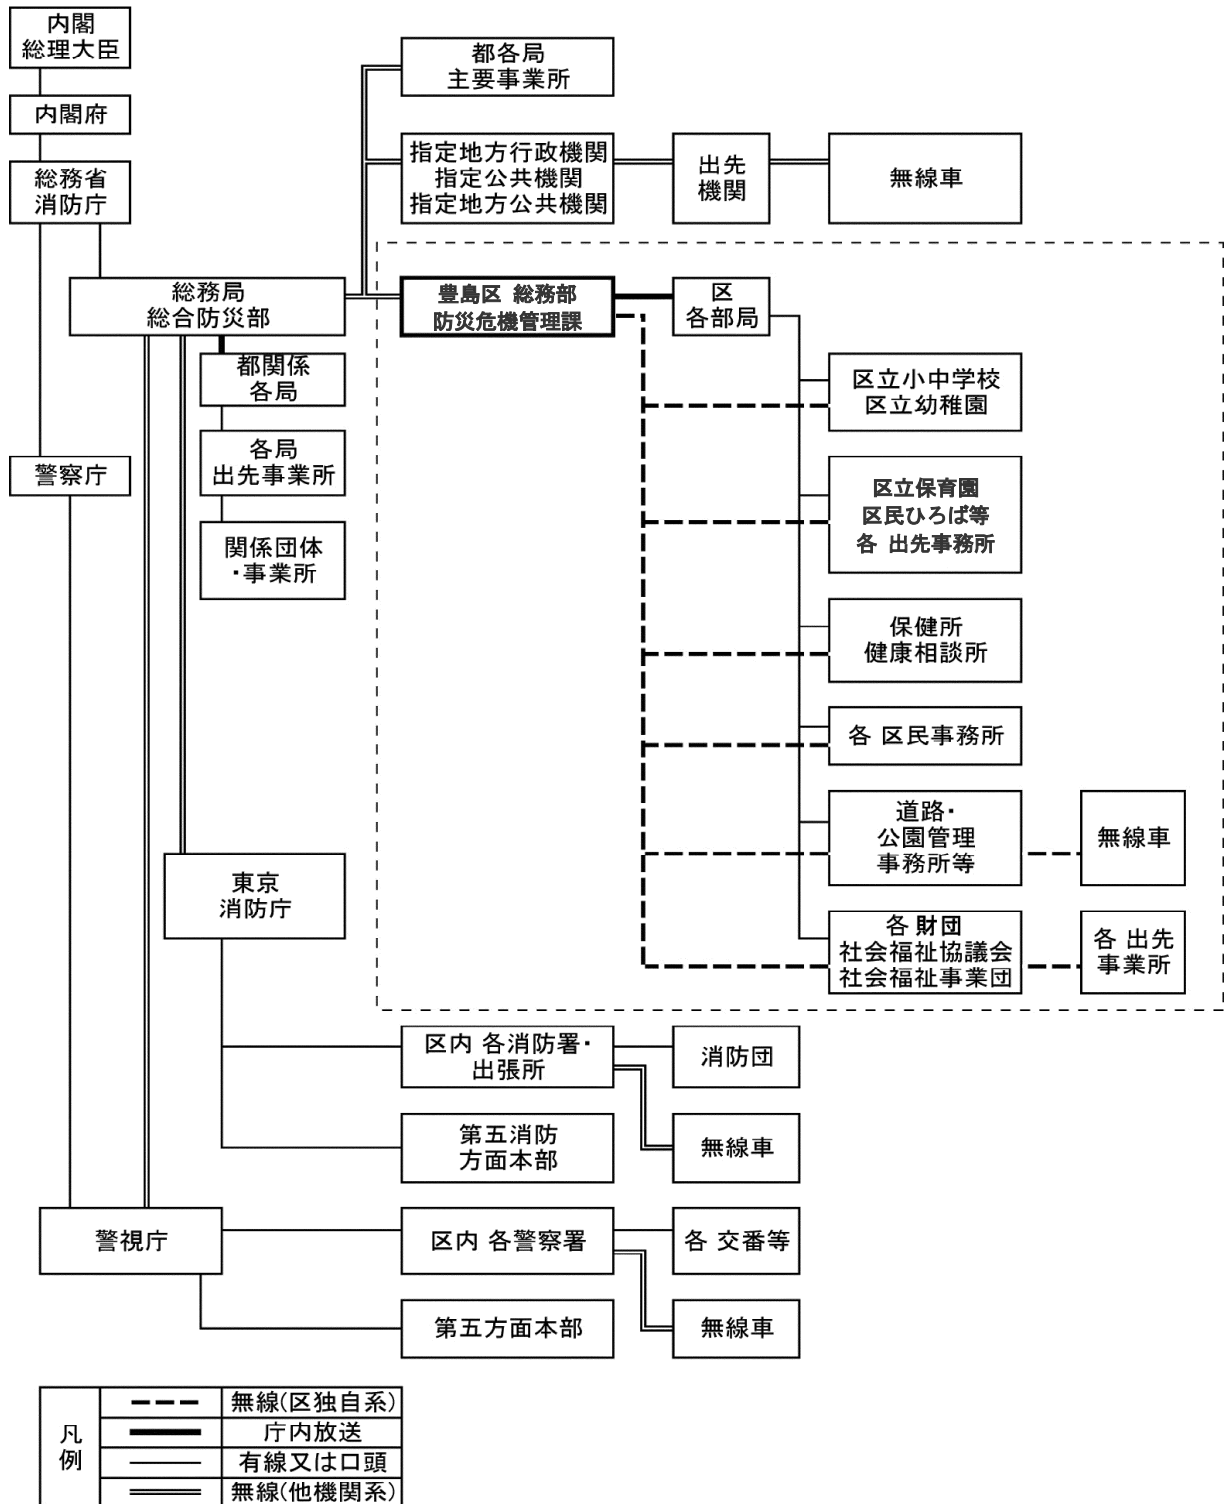 内閣
総理大臣
内閣府
総務省
消防庁
警察庁
総務局
総合防災部
都関係
各局
各局
出先事業所
関係団体
・事業所
東京
消防庁
警視庁
都各局
主要事業所
指定地方行政機関
指定公共機関
指定地方公共機関
出先
機関
無線車
豊島区 総務部
防災危機管理課
区
各部局
区立小中学校
区立幼稚園
区立保育園
区民ひろば等
各 出先事務所
保健所
健康相談所
各 区民事務所
道路・
公園管理
事務所等
無線車
各 財団
社会福祉協議会
社会福祉事業団
各 出先
事業所
区内 各消防署・
出張所
消防団
無線車
第五消防
方面本部
区内 各警察署
各 交番等
無線車
第五方面本部
凡
例
無線(区独自系)
庁内放送
有線又は口頭
無線(他機関系)